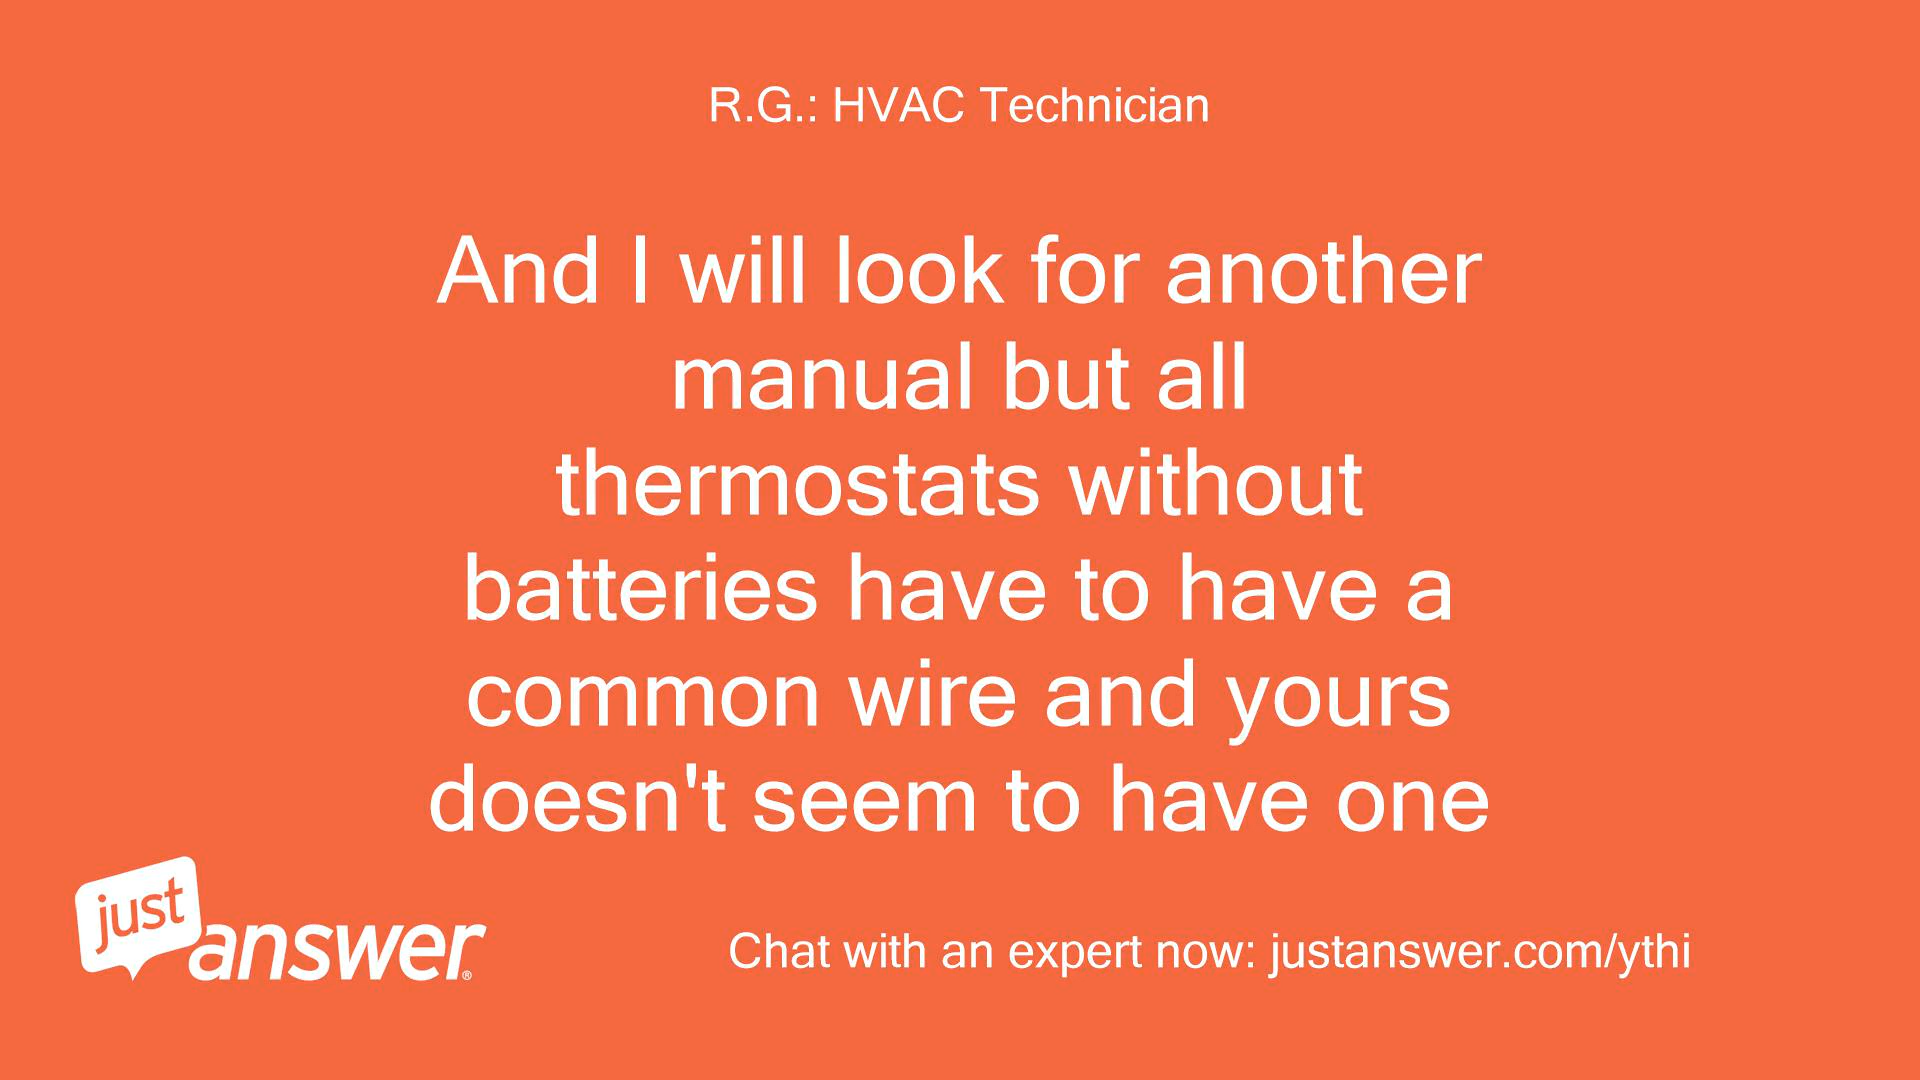 R.G.: HVAC Technician
And I will look for another
manual but all
thermostats without
batteries have to have a
common wire and yours
doesn't seem to have one
just
answer®
Chat with an expert now: justanswer.com/ythi